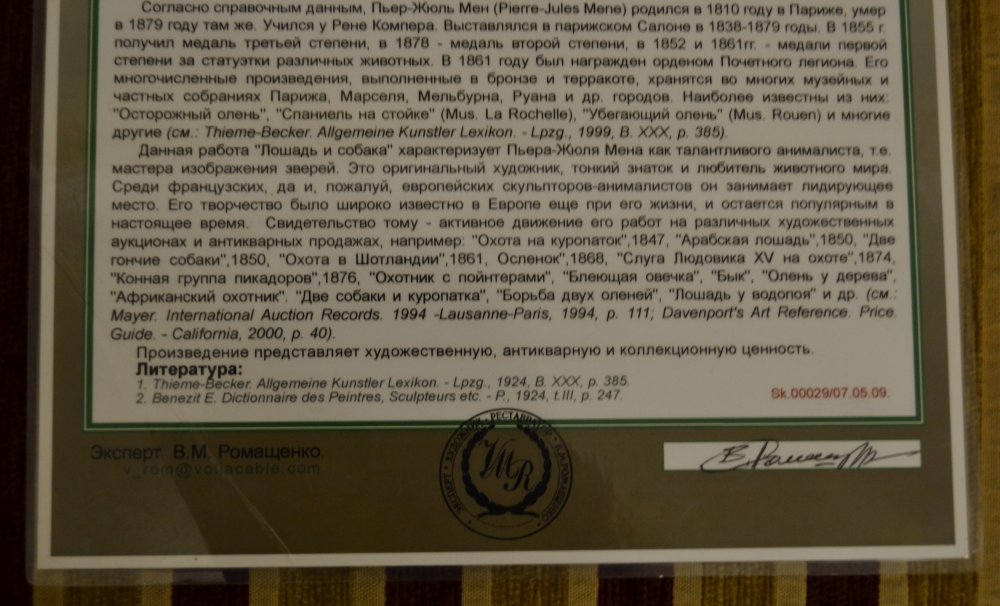 Согласно справочным данным, Пьер-Жюль Мен (Pierre-Jules Mene) родился в 1810 году в Париже, умер
в 1879 году там же. Учился у Рене Компера. Выставлялся в парижском Салоне в 1838-1879 годы. В 1855 г.
получил медаль третьей степени, в 1878 - медаль второй степени, в 1852 и 1861гг. - медали первой
степени за статуэтки различных животных. В 1861 году был награжден орденом Почетного легиона. Его
многочисленные произведения, выполненные в бронзе и терракоте, хранятся во многих музейных и
частных собраниях Парижа, Марселя, Мельбурна, Руана и др. городов. Наиболее известны из них:
"Осторожный олень", "Спаниель на стойке" (Mus. La Rochelle), "Убегающий олень" (Mus. Rouen) и многие
другие (см.: Thieme-Becker. Allgemeine Kunstler Lexikon. - Lpzg., 1999, B. XXX, p. 385).
Данная работа "Лошадь и собака" характеризует Пьера-Жюля Мена как талантливого анималиста, т.е.
мастера изображения зверей. Это оригинальный художник, тонкий знаток и любитель животного мира.
Среди французских, да и, пожалуй, европейских скульпторов-анималистов он занимает лидирующее
место. Его творчество было широко известно в Европе еще при его жизни, и остается популярным в
настоящее время. Свидетельство тому - активное движение его работ на различных художественных
аукционах и антикварных продажах, например: "Охота на куропаток",1847, "Арабская лошадь",1850, "Две
гончие собаки",1850, "Охота в Шотландии",1861, Осленок",1868, "Слуга Людовика XV на охоте",1874,
"Конная группа пикадоров",1876, "Охотник с пойнтерами", "Блеющая овечка", "Бык", "Олень у дерева",
"Африканский охотник". "Две собаки и куропатка", "Борьба двух оленей", "Лошадь у водопоя" и др. (см.:
Mayer. International Auction Records. 1994 -Lausanne-Paris, 1994, p. 111; Davenport's Art Reference. Price.
Guide. - California, 2000, p. 40).
Произведение представляет художественную, антикварную и коллекционную ценность.
Литература:
1. Thieme-Becker. Allgemeine Kunstler Lexikon. - Lpzg., 1924, B. XXX, p. 385.
2. Benezit E. Dictionnaire des Peintres, Sculpteurs etc. - P., 1924, t.III, p. 247.
Sk.00029/07.05.09.
Эксперт В.М. Ромащенко.
v_rom@voliacable.com
ЭКСПЕРТ • ХУДОЖНИК - РЕСТАВРАТОР • В.М.РОМАЩЕНКО